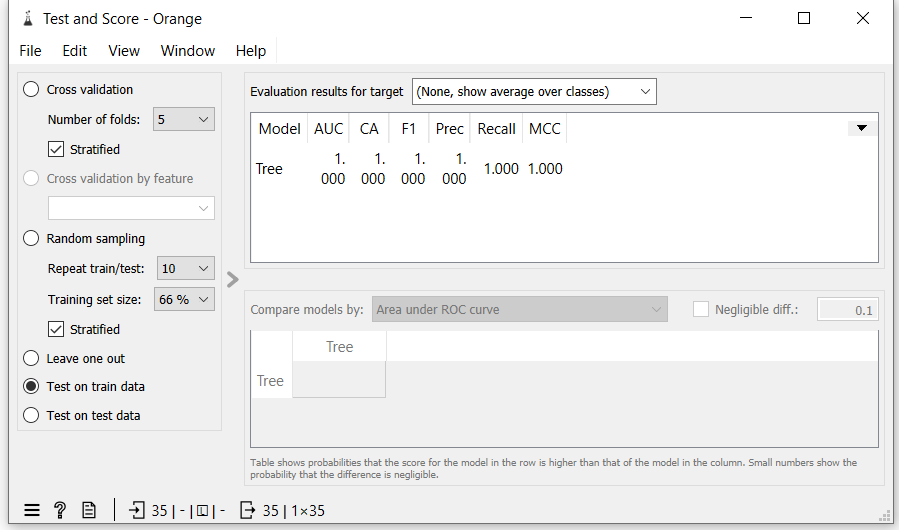 Test and Score - Orange
File Edit View Window Help
Cross validation
Number of folds: 5
Stratified
Cross validation by feature
Random sampling
Repeat train/test: 10
Training set size: 66 %
Stratified
Leave one out
Test on train data
Test on test data
Evaluation results for target (None, show average over classes)
Model AUC CA F1 Prec Recall MCC
Tree 1.000 1.000 1.000 1.000 1.000 1.000
Compare models by: Area under ROC curve Negligible diff.: 0.1
Tree
Tree
Table shows probabilities that the score for the model in the row is higher than that of the model in the column. Small numbers show the
probability that the difference is negligible.
35 | - | | - 35 | 1×35